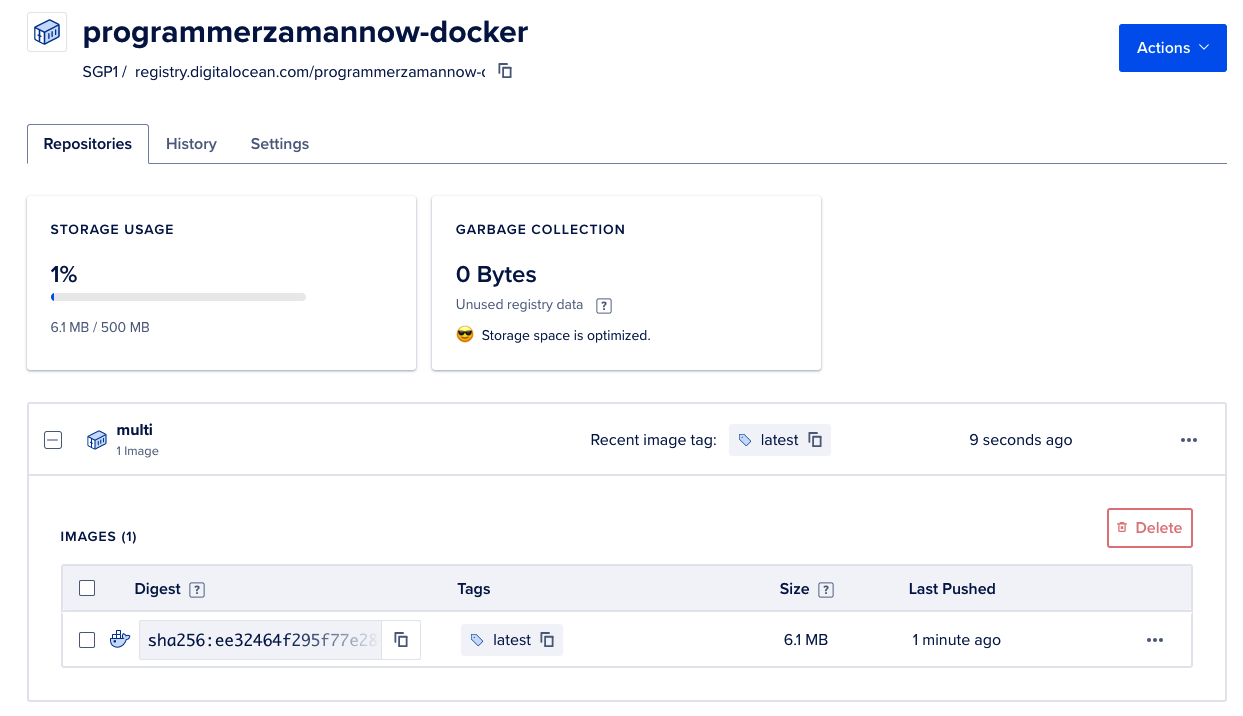 programmerzamannow-docker
Actions
SGP1 / registry.digitalocean.com/programmerzamannow-
Repositories History Settings
STORAGE USAGE
1%
6.1 MB / 500 MB
GARBAGE COLLECTION
0 Bytes
Unused registry data ?
😎 Storage space is optimized.
multi
1 Image
Recent image tag: latest 9 seconds ago
Delete
IMAGES (1)
Digest ? Tags Size ? Last Pushed
sha256:ee32464f295f77e28 latest 6.1 MB 1 minute ago